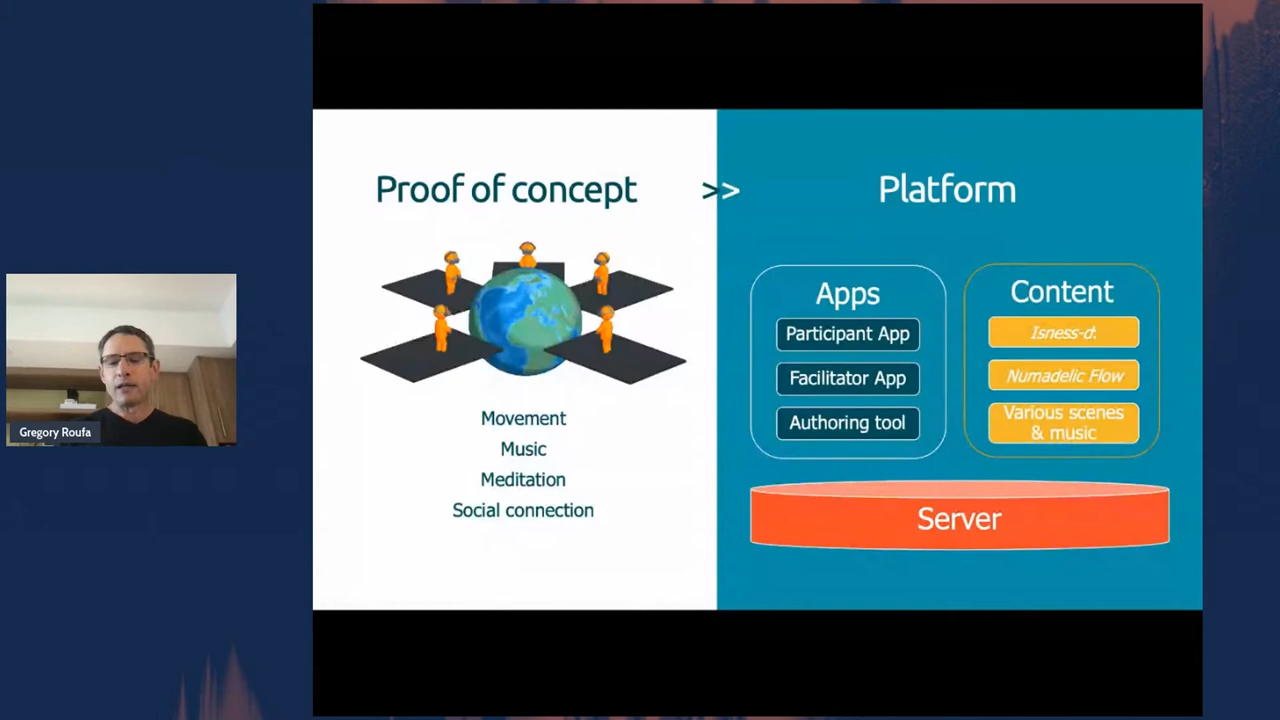 Proof of concept
>>
Platform
Movement
Music
Meditation
Social connection
Apps
Participant App
Facilitator App
Authoring tool
Content
Isness-d:
Numadelic Flow
Various scenes
& music
Server
Gregory Roufa